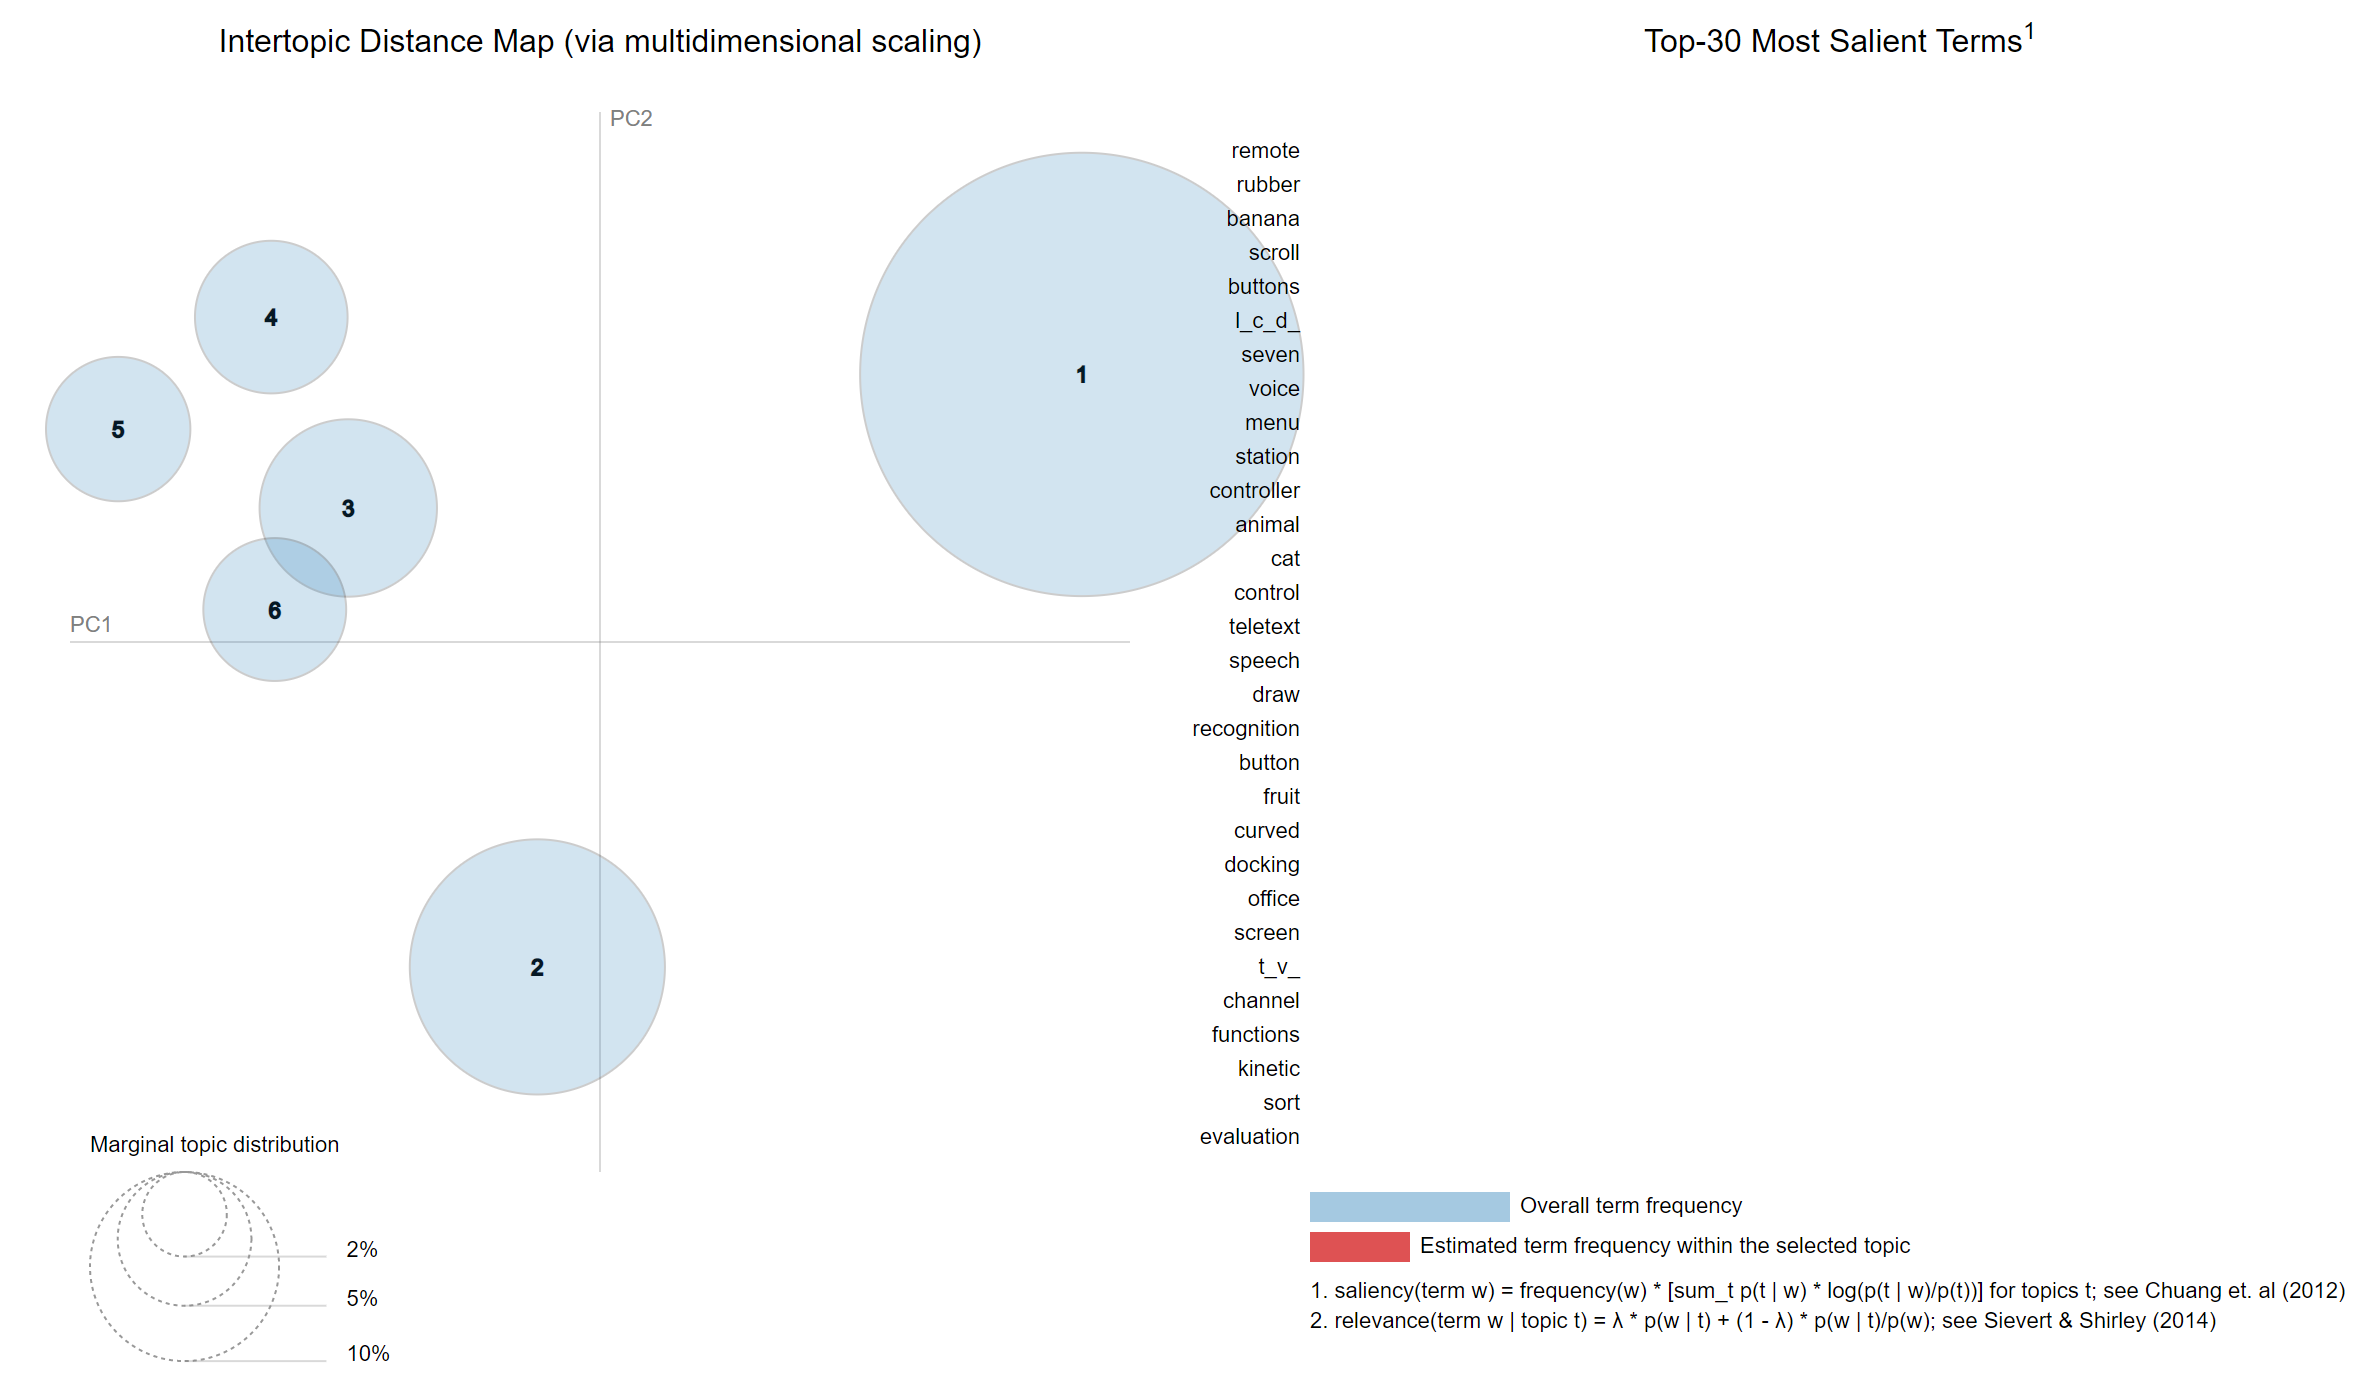 Intertopic Distance Map (via multidimensional scaling)
PC2
PC1
1
2
3
4
5
6
Marginal topic distribution
2%
5%
10%
Top-30 Most Salient Terms1
remote
rubber
banana
scroll
buttons
l_c_d_
seven
voice
menu
station
controller
animal
cat
control
teletext
speech
draw
recognition
button
fruit
curved
docking
office
screen
t_v_
channel
functions
kinetic
sort
evaluation
Overall term frequency
Estimated term frequency within the selected topic
1. saliency(term w) = frequency(w) * [sum_t p(t | w) * log(p(t | w)/p(t))] for topics t; see Chuang et. al (2012)
2. relevance(term w | topic t) = λ * p(w | t) + (1 - λ) * p(w | t)/p(w); see Sievert & Shirley (2014)